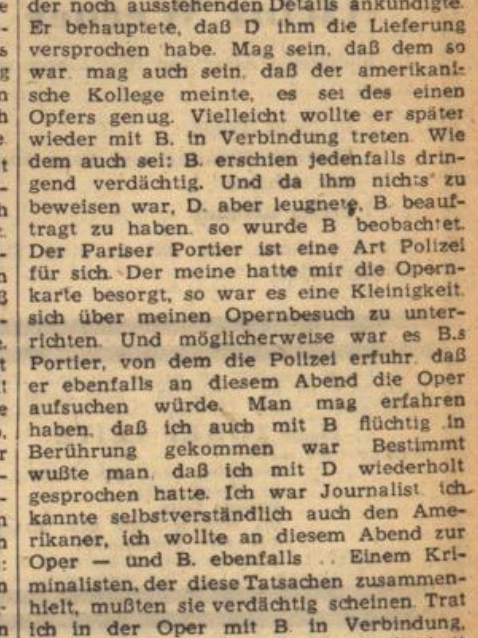 der noch ausstehenden Details ankündigte.
Er behauptete, daß D ihm die Lieferung
versprochen habe. Mag sein, daß dem so
war. mag auch sein. daß der amerikani-
sche Kollege meinte, es sei des einen
Opfers genug. Vielleicht wollte er später
wieder mit B. in Verbindung treten. Wie
dem auch sei: B. erschien jedenfalls drin-
gend verdächtig. Und da ihm nichts zu
beweisen war, D. aber leugnete, B. beauf-
tragt zu haben. so wurde B beobachtet.
Der Pariser Portier ist eine Art Polizei
für sich. Der meine hatte mir die Opern-
karte besorgt, so war es eine Kleinigkeit.
sich über meinen Opernbesuch zu unter-
richten. Und möglicherweise war es B.s
Portier, von dem die Polizei erfuhr. daß
er ebenfalls an diesem Abend die Oper
aufsuchen würde. Man mag erfahren
haben. daß ich auch mit B flüchtig in
Berührung gekommen war Bestimmt
wußte man. daß ich mit D wiederholt
gesprochen hatte. Ich war Journalist ich
kannte selbstverständlich auch den Ame-
rikaner, ich wollte an diesem Abend zur
Oper — und B. ebenfalls .. Einem Kri-
minalisten, der diese Tatsachen zusammen-
hielt, mußten sie verdächtig scheinen. Trat
ich in der Oper mit B. in Verbindung,